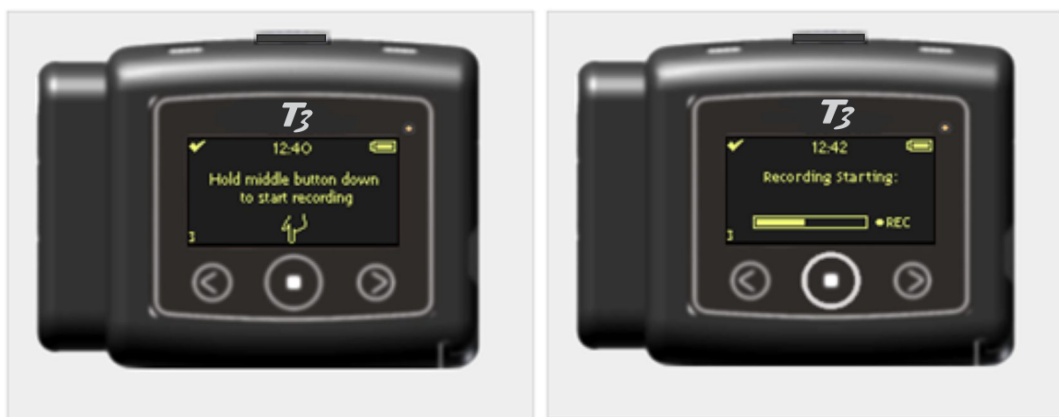 T3
12:40
Hold middle button down
to start recording
3
T3
12:42
Recording Starting:
REC
3